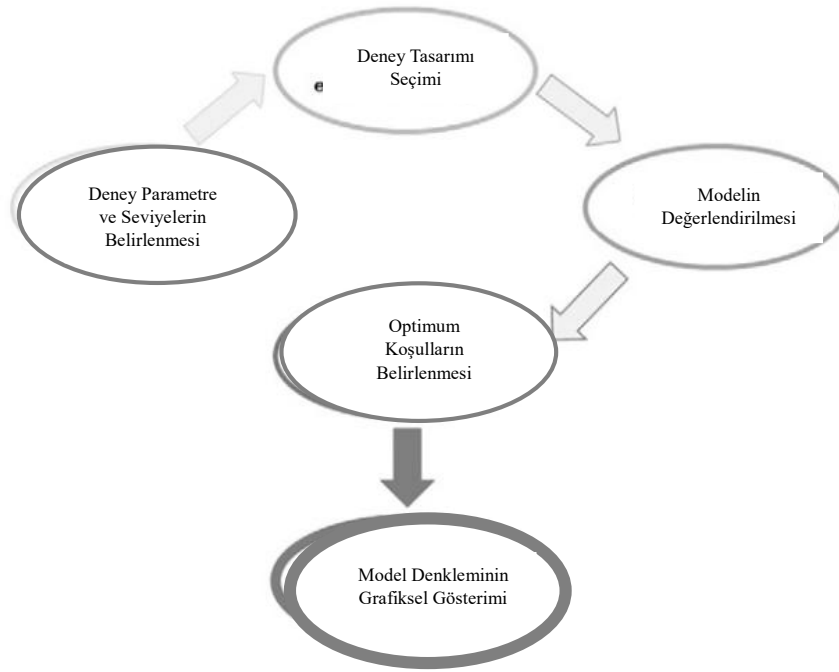 Deney Tasarımı
Seçimi
e
Deney Parametre
ve Seviyelerin
Belirlenmesi
Modelin
Değerlendirilmesi
Optimum
Koşulların
Belirlenmesi
Model Denkleminin
Grafiksel Gösterimi